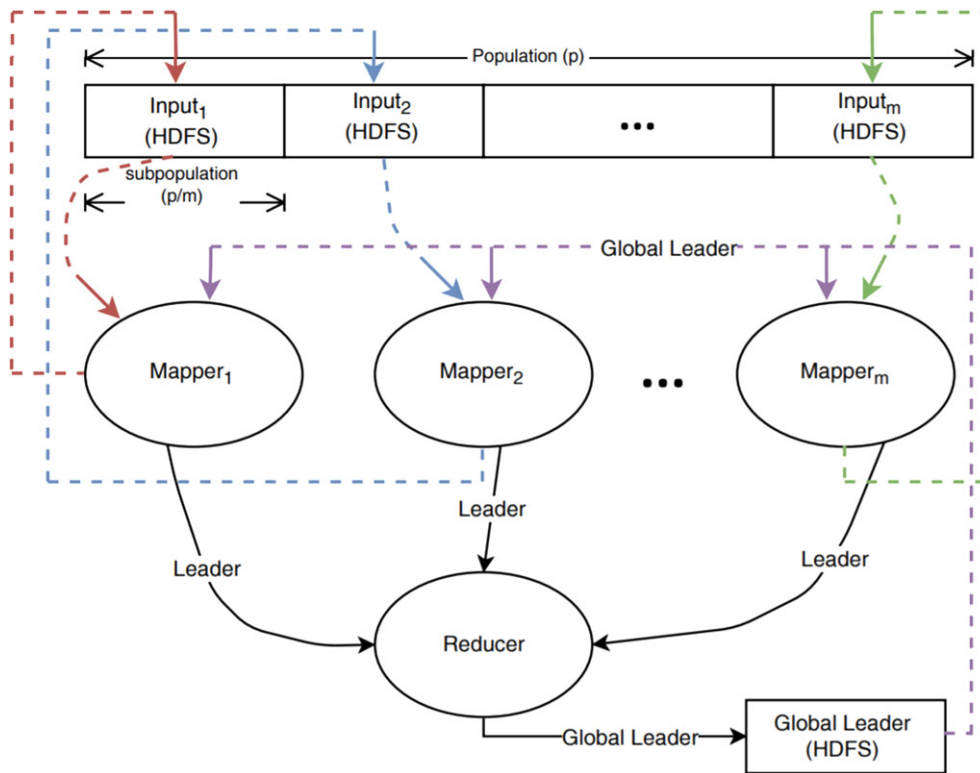 Population (p)
Input₁
(HDFS)
Input₂
(HDFS)
...
Inputₘ
(HDFS)
subpopulation
(p/m)
Global Leader
Mapper₁
Mapper₂
...
Mapperₘ
Leader
Leader
Leader
Reducer
Global Leader
Global Leader
(HDFS)